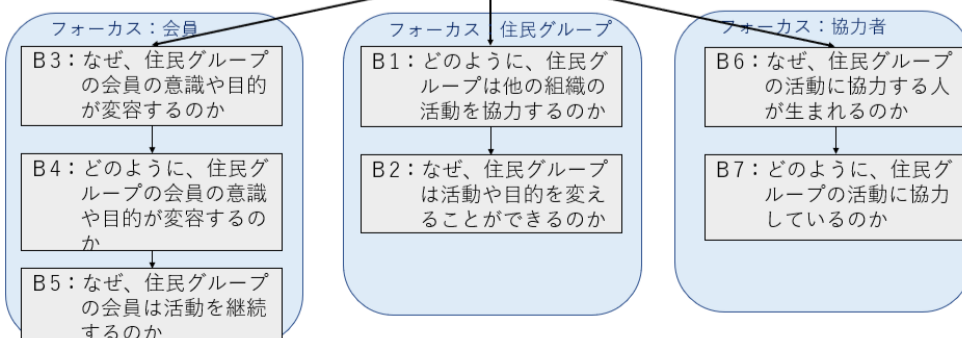 フォーカス：会員
B3：なぜ、住民グループ
の会員の意識や目的
が変容するのか
B4：どのように、住民グ
ループの会員の意識
や目的が変容するの
か
B5：なぜ、住民グループ
の会員は活動を継続
するのか
フォーカス：住民グループ
B1：どのように、住民グ
ループは他の組織の
活動を協力するのか
B2：なぜ、住民グループ
は活動や目的を変え
ることができるのか
フォーカス：協力者
B6：なぜ、住民グループ
の活動に協力する人
が生まれるのか
B7：どのように、住民グ
ループの活動に協力
しているのか